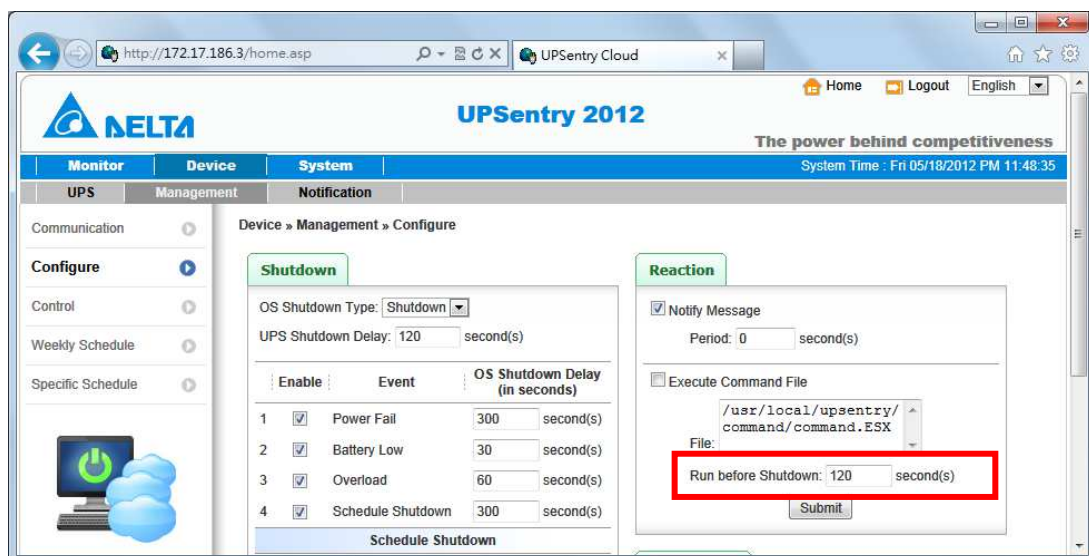 http://172.17.186.3/home.asp
UPSentry Cloud
Home
Logout
English
DELTA
UPSentry 2012
The power behind competitiveness
Monitor
Device
System
System Time : Fri 05/18/2012 PM 11:48:35
UPS
Management
Notification
Communication
Configure
Control
Weekly Schedule
Specific Schedule
Device » Management » Configure
Shutdown
OS Shutdown Type: Shutdown
UPS Shutdown Delay: 120 second(s)
Enable Event OS Shutdown Delay
(in seconds)
1 Power Fail 300 second(s)
2 Battery Low 30 second(s)
3 Overload 60 second(s)
4 Schedule Shutdown 300 second(s)
Schedule Shutdown
Reaction
Notify Message
Period: 0 second(s)
Execute Command File
/usr/local/upsentry/
command/command.ESX
File:
Run before Shutdown: 120 second(s)
Submit